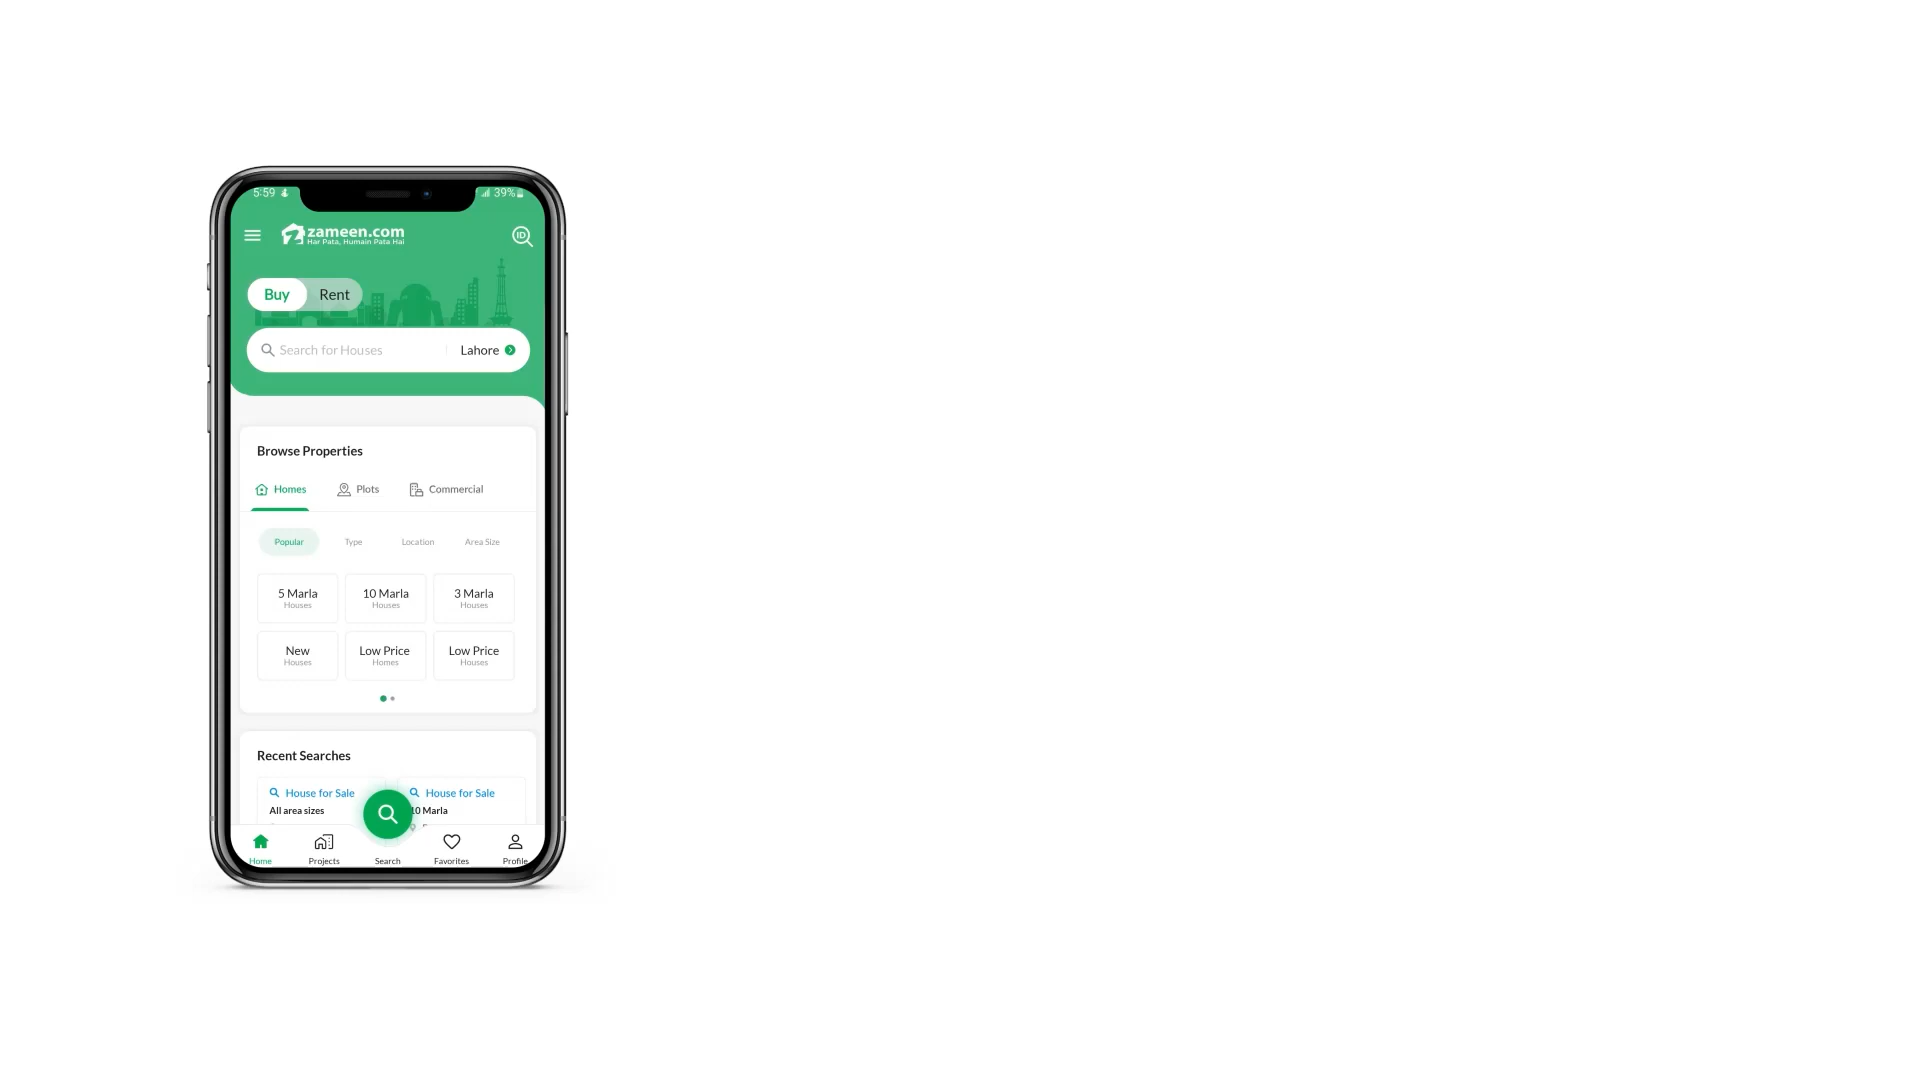 5:59
39%
zameen.com
Har Pata, Humain Pata Hai
ID
Buy Rent
Search for Houses Lahore
Browse Properties
Homes Plots Commercial
Popular Type Location Area Size
5 Marla 10 Marla 3 Marla
Houses Houses Houses
New Low Price Low Price
Houses Homes Houses
Recent Searches
House for Sale House for Sale
All area sizes 10 Marla
Home Projects Search Favorites Profile